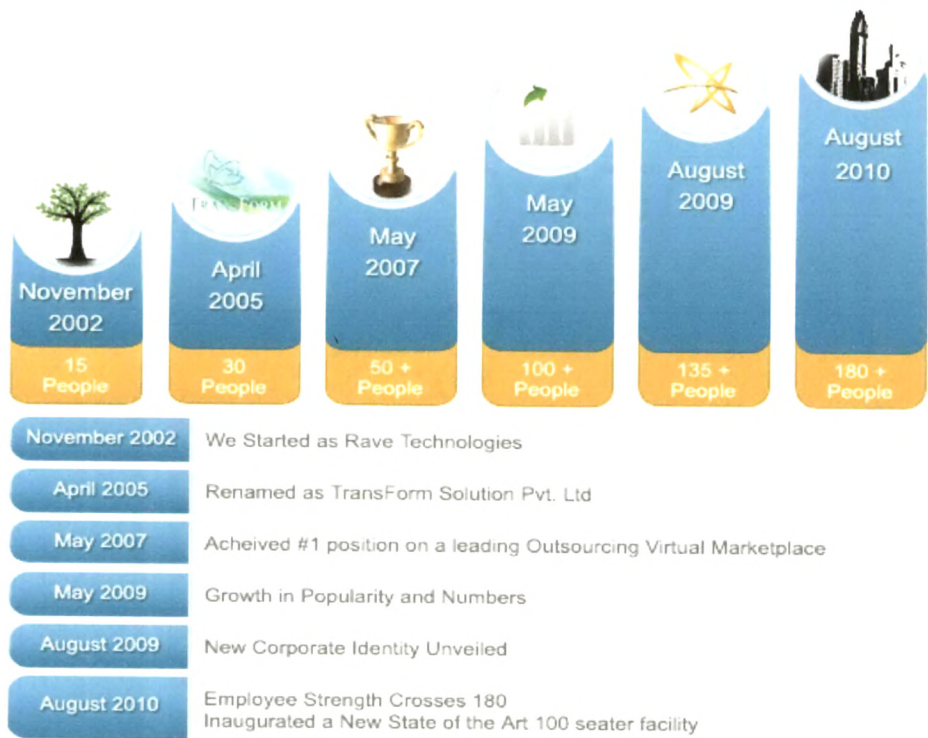 TRANSFORM
November
2002
15
People
April
2005
30
People
May
2007
50 +
People
May
2009
100 +
People
August
2009
135 +
People
August
2010
180 +
People
November 2002 We Started as Rave Technologies
April 2005 Renamed as TransForm Solution Pvt. Ltd
May 2007 Acheived #1 position on a leading Outsourcing Virtual Marketplace
May 2009 Growth in Popularity and Numbers
August 2009 New Corporate Identity Unveiled
August 2010 Employee Strength Crosses 180
Inaugurated a New State of the Art 100 seater facility